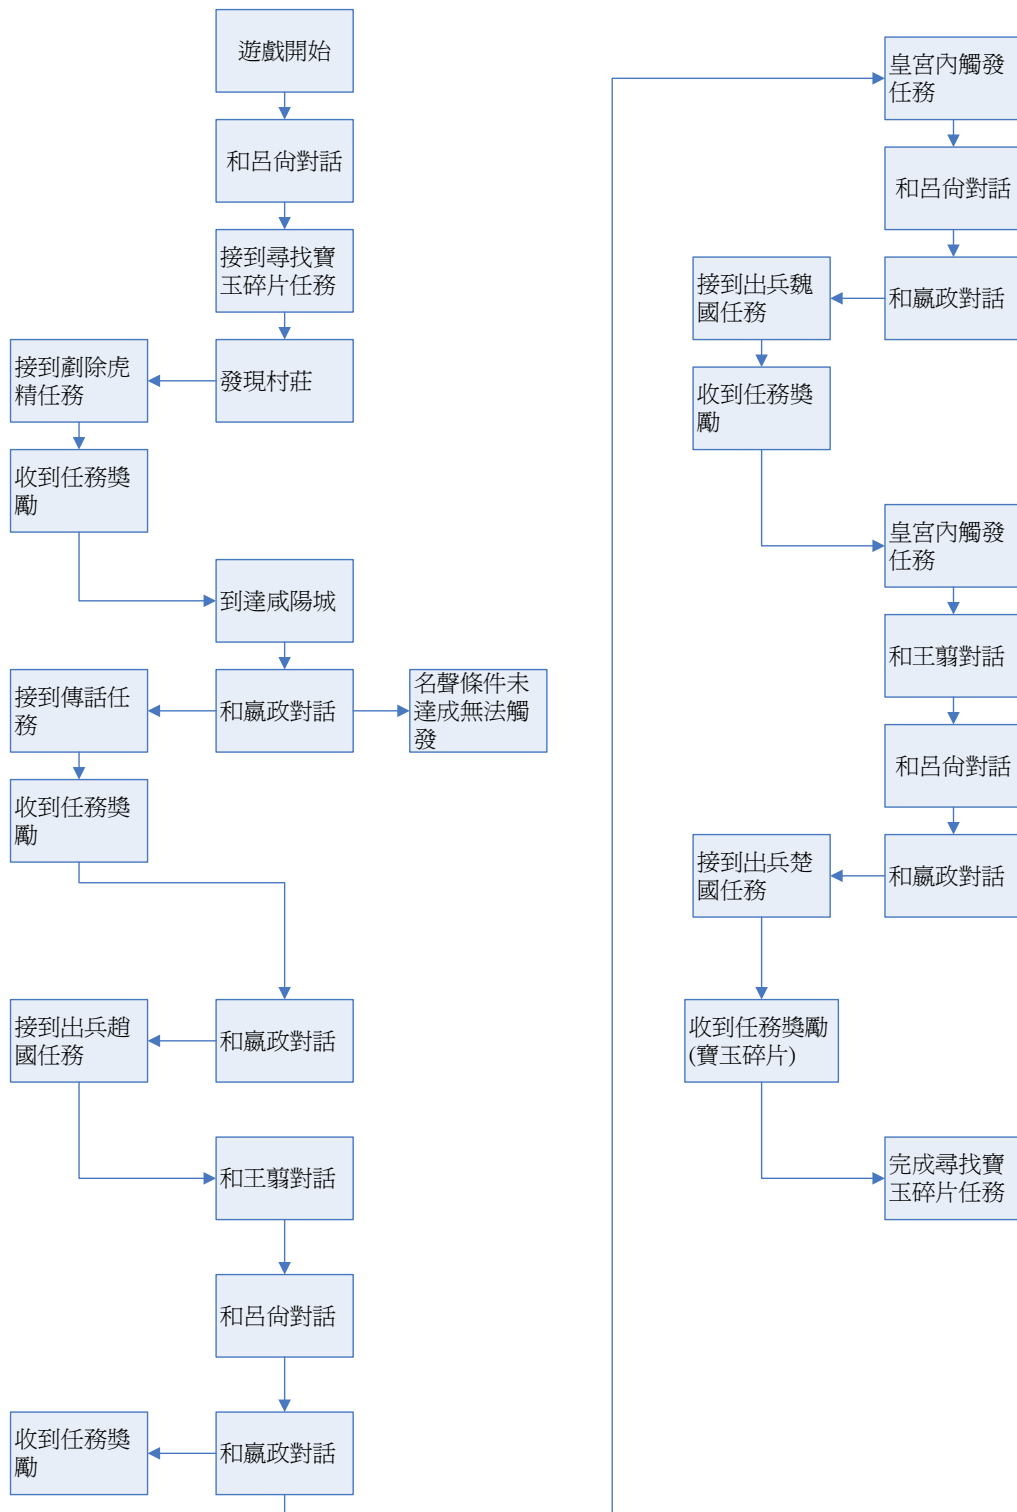 遊戲開始
和呂尙對話
接到尋找寶
玉碎片任務
發現村莊
接到剷除虎
精任務
收到任務獎
勵
到達咸陽城
和嬴政對話
名聲條件未
達成無法觸
發
接到傳話任
務
收到任務獎
勵
和嬴政對話
接到出兵趙
國任務
和王翦對話
和呂尙對話
和嬴政對話
收到任務獎
勵
皇宮內觸發
任務
和呂尙對話
和嬴政對話
接到出兵魏
國任務
收到任務獎
勵
皇宮內觸發
任務
和王翦對話
和呂尙對話
和嬴政對話
接到出兵楚
國任務
收到任務獎勵
(寶玉碎片)
完成尋找寶
玉碎片任務